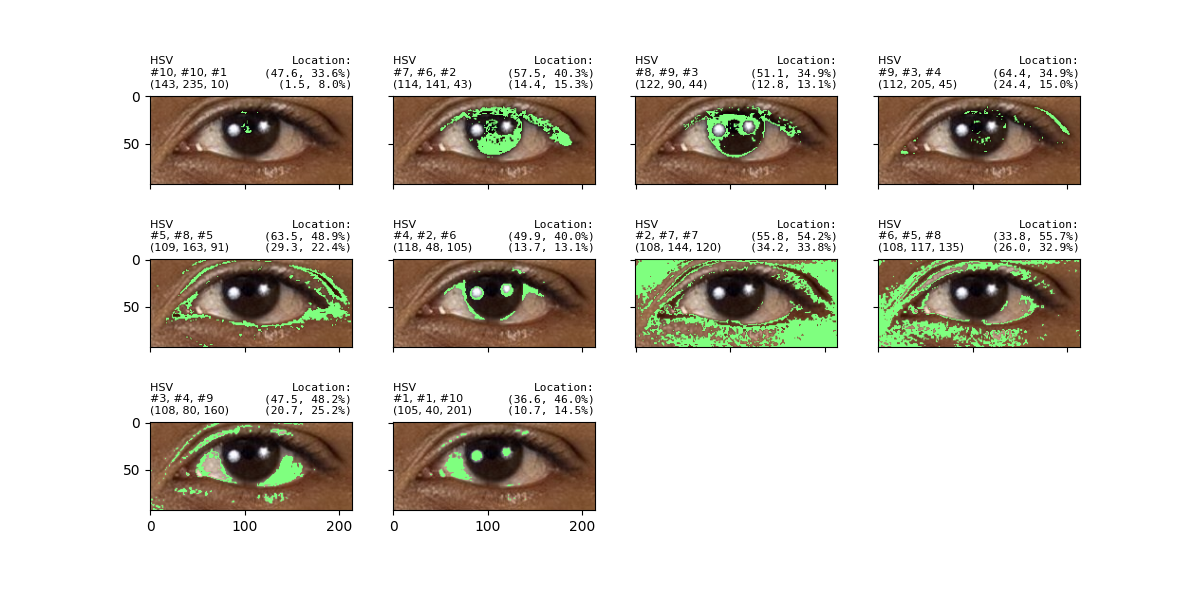 HSV Location: HSV Location: HSV Location: HSV Location:
#10, #10, #1 (47.6, 33.6%) #7, #6, #2 (57.5, 40.3%) #8, #9, #3 (51.1, 34.9%) #9, #3, #4 (64.4, 34.9%)
(143, 235, 10) (1.5, 8.0%) (114, 141, 43) (14.4, 15.3%) (122, 90, 44) (12.8, 13.1%) (112, 205, 45) (24.4, 15.0%)
0
50
HSV Location: HSV Location: HSV Location: HSV Location:
#5, #8, #5 (63.5, 48.9%) #4, #2, #6 (49.9, 40.0%) #2, #7, #7 (55.8, 54.2%) #6, #5, #8 (33.8, 55.7%)
(109, 163, 91) (29.3, 22.4%) (118, 48, 105) (13.7, 13.1%) (108, 144, 120) (34.2, 33.8%) (108, 117, 135) (26.0, 32.9%)
0
50
HSV Location: HSV Location:
#3, #4, #9 (47.5, 48.2%) #1, #1, #10 (36.6, 46.0%)
(108, 80, 160) (20.7, 25.2%) (105, 40, 201) (10.7, 14.5%)
0
50
0 100 200 0 100 200